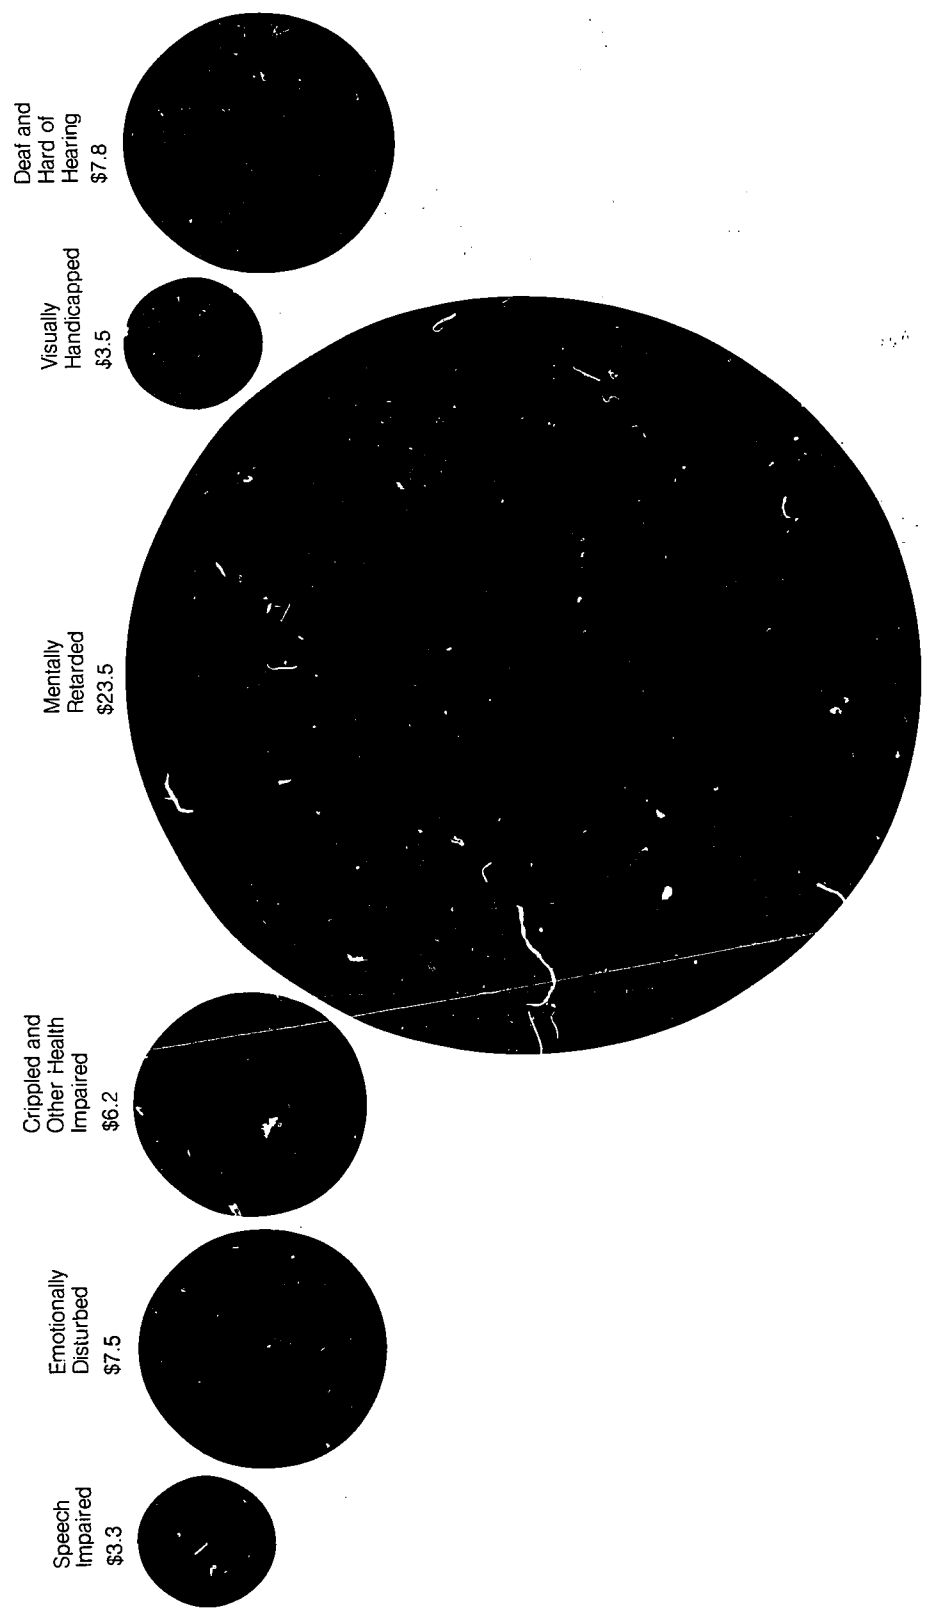 Speech
Impaired
$3.3
Emotionally
Disturbed
$7.5
Crippled and
Other Health
Impaired
$6.2
Mentally
Retarded
$23.5
Visually
Handicapped
$3.5
Deaf and
Hard of
Hearing
$7.8